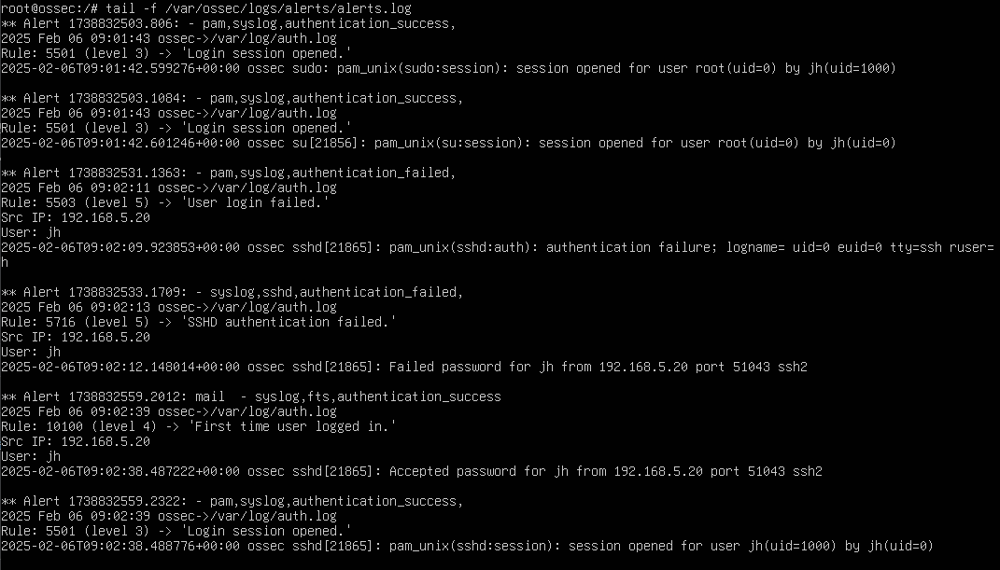 root@ossec:/# tail -f /var/ossec/logs/alerts/alerts.log
** Alert 1738832503.806: - pam,syslog,authentication_success,
2025 Feb 06 09:01:43 ossec->/var/log/auth.log
Rule: 5501 (level 3) -> 'Login session opened.'
2025-02-06T09:01:42.599276+00:00 ossec sudo: pam_unix(sudo:session): session opened for user root(uid=0) by jh(uid=1000)
** Alert 1738832503.1084: - pam,syslog,authentication_success,
2025 Feb 06 09:01:43 ossec->/var/log/auth.log
Rule: 5501 (level 3) -> 'Login session opened.'
2025-02-06T09:01:42.601246+00:00 ossec su[21856]: pam_unix(su:session): session opened for user root(uid=0) by jh(uid=0)
** Alert 1738832531.1363: - pam,syslog,authentication_failed,
2025 Feb 06 09:02:11 ossec->/var/log/auth.log
Rule: 5503 (level 5) -> 'User login failed.'
Src IP: 192.168.5.20
User: jh
2025-02-06T09:02:09.923853+00:00 ossec sshd[21865]: pam_unix(sshd:auth): authentication failure; logname= uid=0 euid=0 tty=ssh ruser=
h
** Alert 1738832533.1709: - syslog,sshd,authentication_failed,
2025 Feb 06 09:02:13 ossec->/var/log/auth.log
Rule: 5716 (level 5) -> 'SSHD authentication failed.'
Src IP: 192.168.5.20
User: jh
2025-02-06T09:02:12.148014+00:00 ossec sshd[21865]: Failed password for jh from 192.168.5.20 port 51043 ssh2
** Alert 1738832559.2012: mail  - syslog,fts,authentication_success
2025 Feb 06 09:02:39 ossec->/var/log/auth.log
Rule: 10100 (level 4) -> 'First time user logged in.'
Src IP: 192.168.5.20
User: jh
2025-02-06T09:02:38.487222+00:00 ossec sshd[21865]: Accepted password for jh from 192.168.5.20 port 51043 ssh2
** Alert 1738832559.2322: - pam,syslog,authentication_success,
2025 Feb 06 09:02:39 ossec->/var/log/auth.log
Rule: 5501 (level 3) -> 'Login session opened.'
2025-02-06T09:02:38.488776+00:00 ossec sshd[21865]: pam_unix(sshd:session): session opened for user jh(uid=1000) by jh(uid=0)